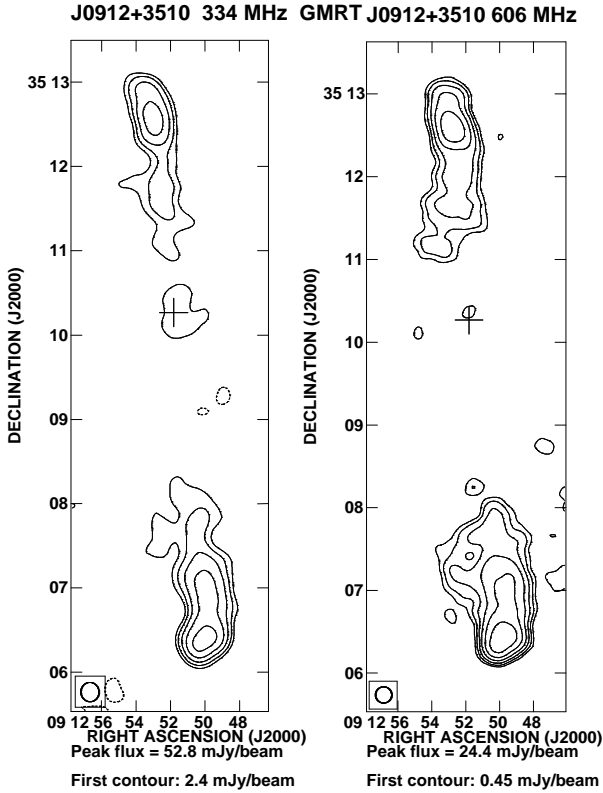 J0912+3510 334 MHz GMRT J0912+3510 606 MHz
DECLINATION (J2000)
35 13
12
11
10
09
08
07
06
09 12 56 54 52 50 48
RIGHT ASCENSION (J2000)
Peak flux = 52.8 mJy/beam
First contour: 2.4 mJy/beam
DECLINATION (J2000)
35 13
12
11
10
09
08
07
06
09 12 56 54 52 50 48
RIGHT ASCENSION (J2000)
Peak flux = 24.4 mJy/beam
First contour: 0.45 mJy/beam